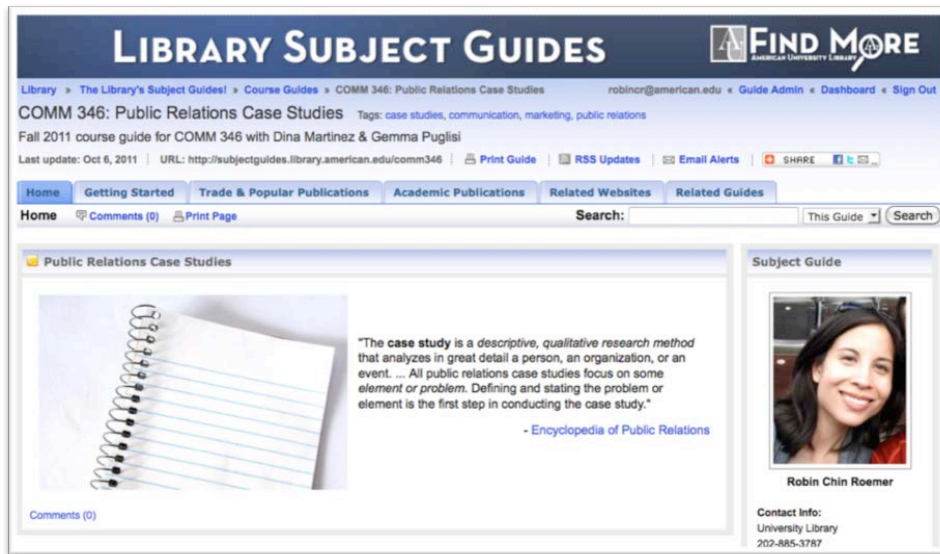 LIBRARY SUBJECT GUIDES
AU FIND MORE
AMERICAN UNIVERSITY LIBRARY
Library » The Library's Subject Guides! » Course Guides » COMM 346: Public Relations Case Studies robincr@american.edu « Guide Admin « Dashboard « Sign Out
COMM 346: Public Relations Case Studies Tags: case studies, communication, marketing, public relations
Fall 2011 course guide for COMM 346 with Dina Martinez & Gemma Puglisi
Last update: Oct 6, 2011 URL: http://subjectguides.library.american.edu/comm346 Print Guide RSS Updates Email Alerts SHARE
Home Getting Started Trade & Popular Publications Academic Publications Related Websites Related Guides
Home Comments (0) Print Page Search: This Guide Search
Public Relations Case Studies
"The case study is a descriptive, qualitative research method
that analyzes in great detail a person, an organization, or an
event. ... All public relations case studies focus on some
element or problem. Defining and stating the problem or
element is the first step in conducting the case study."
- Encyclopedia of Public Relations
Comments (0)
Subject Guide
Robin Chin Roemer
Contact Info:
University Library
202-885-3787